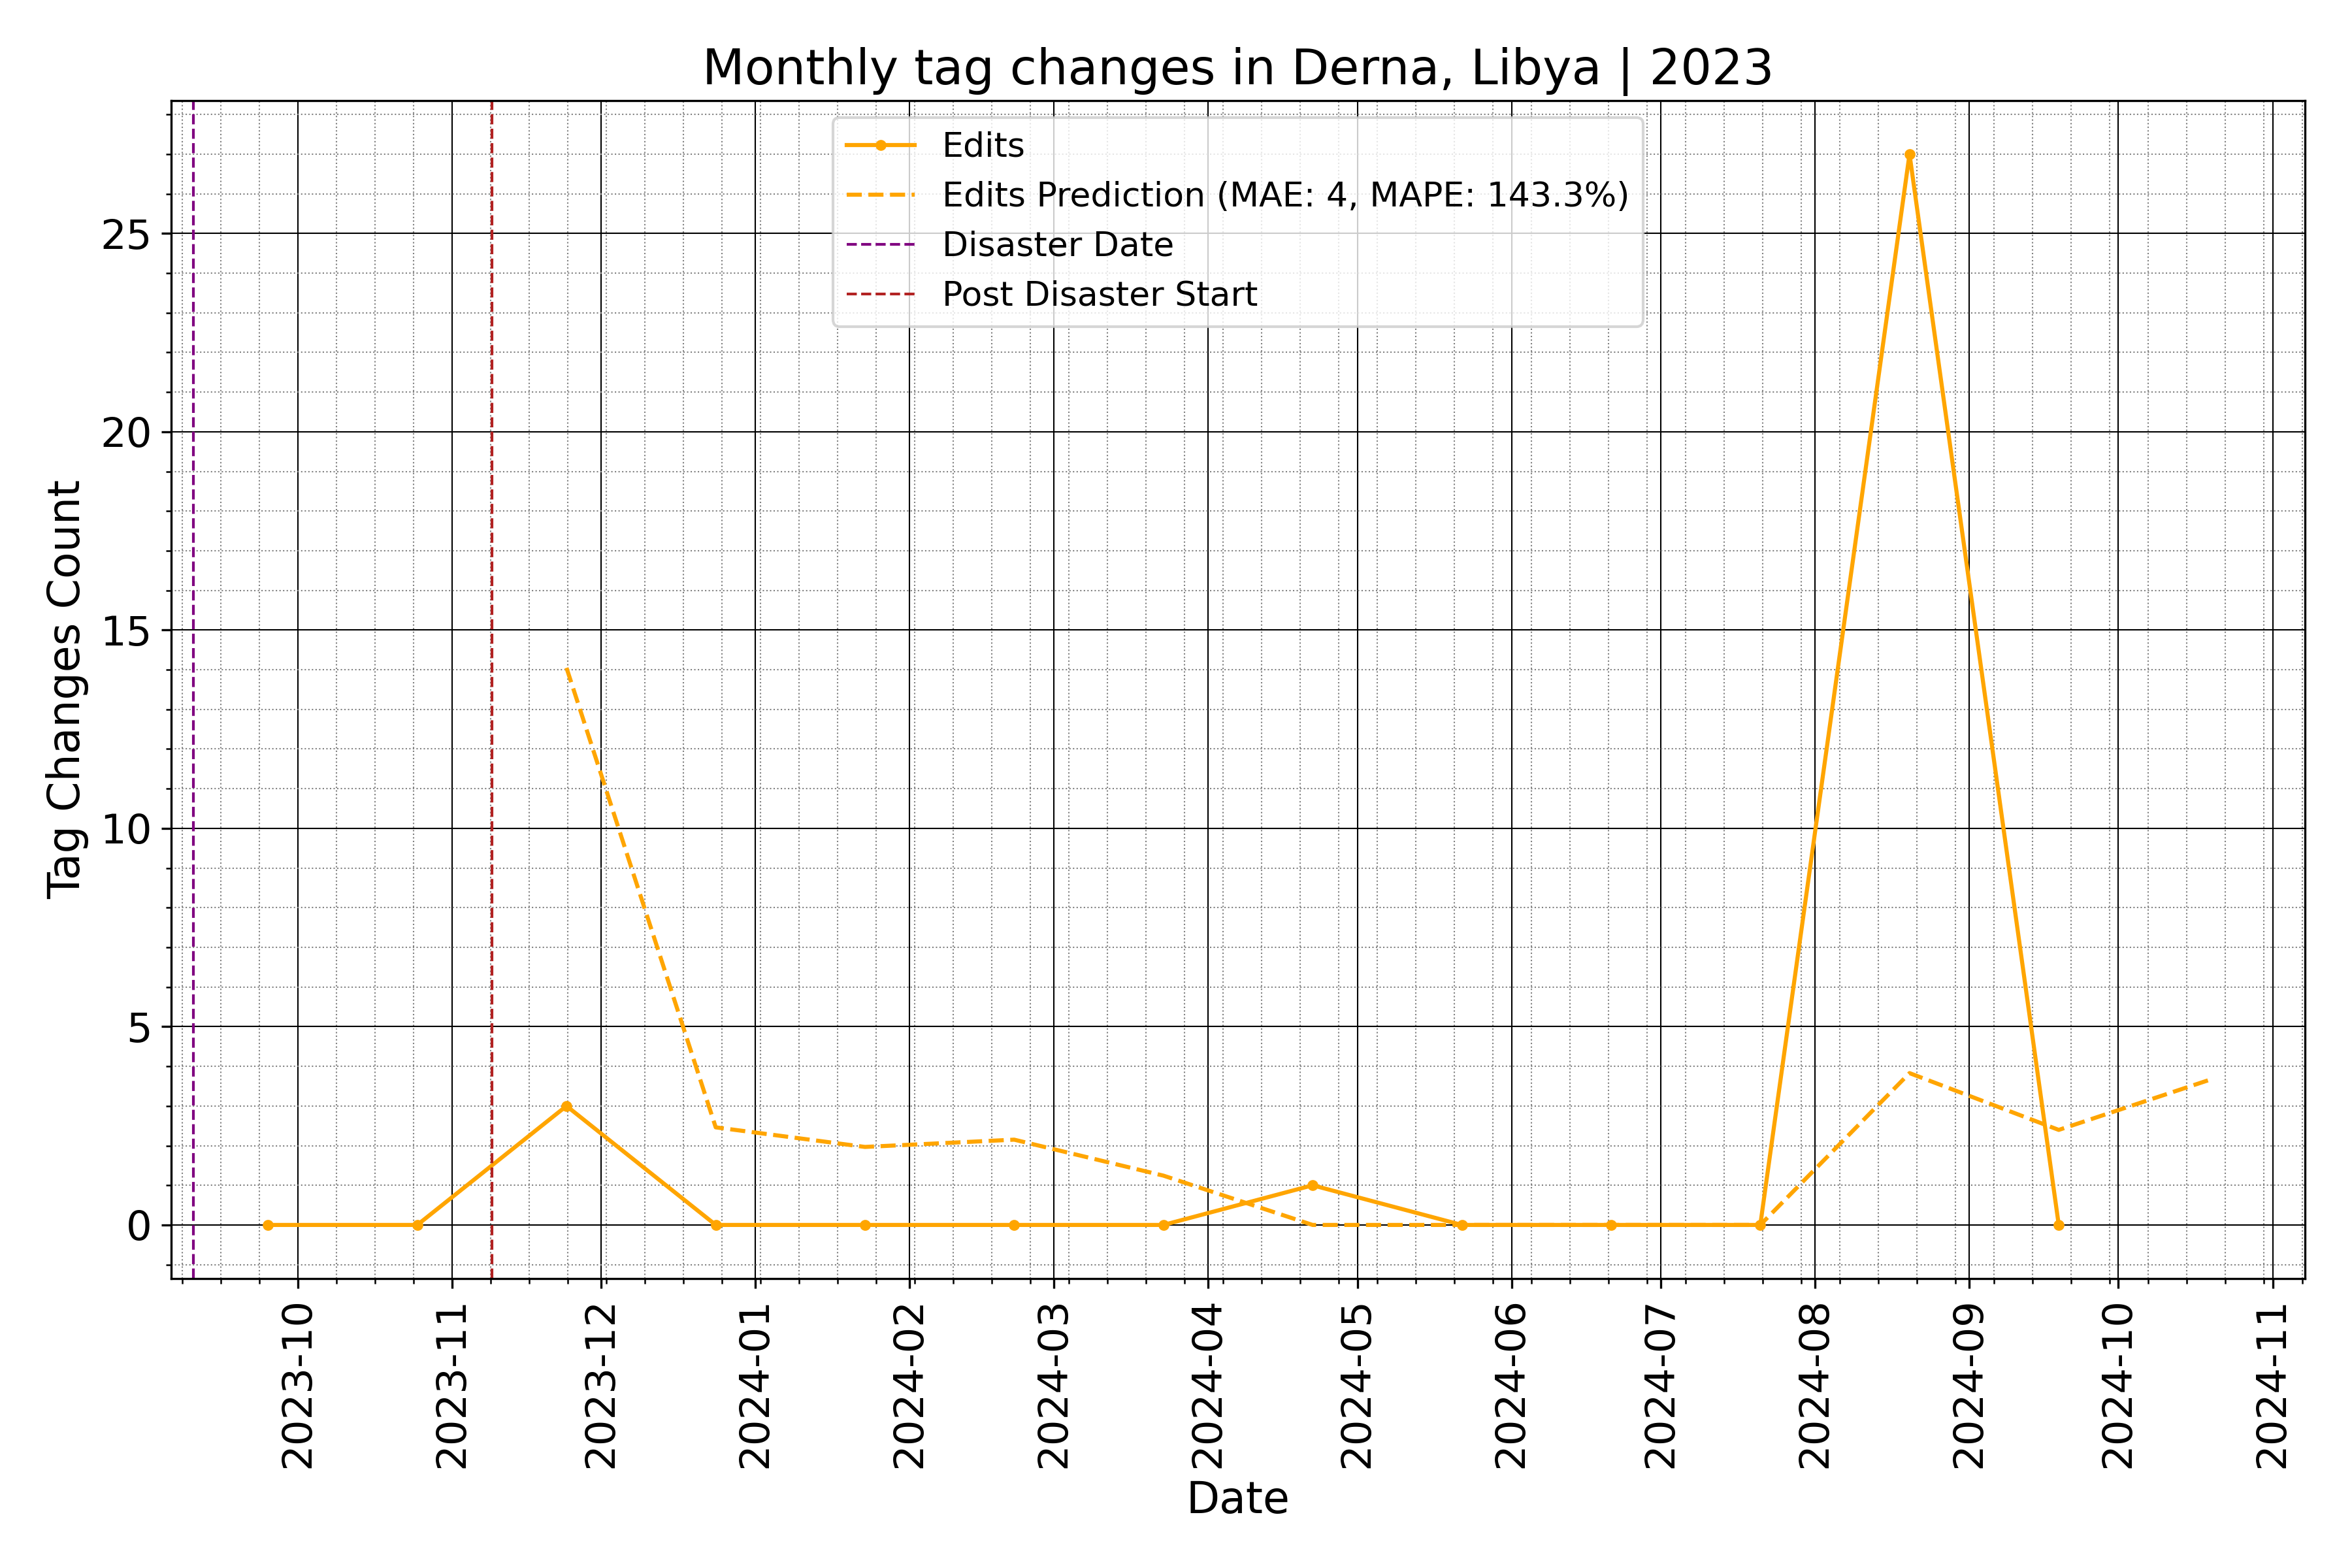 Monthly tag changes in Derna, Libya | 2023
Edits
Edits Prediction (MAE: 4, MAPE: 143.3%)
Disaster Date
Post Disaster Start
Tag Changes Count
25
20
15
10
5
0
2023-10
2023-11
2023-12
2024-01
2024-02
2024-03
2024-04
2024-05
2024-06
2024-07
2024-08
2024-09
2024-10
2024-11
Date